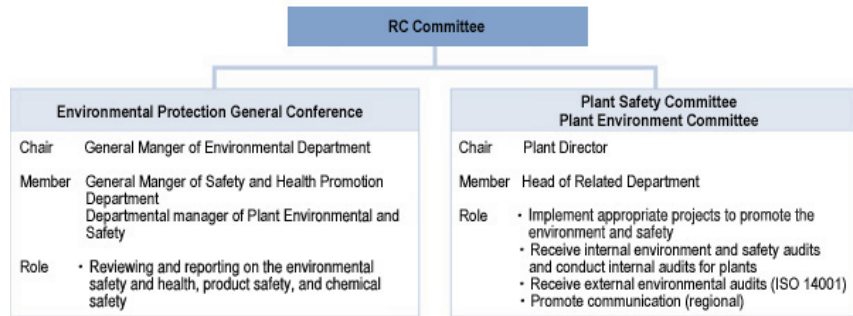 RC Committee
Environmental Protection General Conference
Chair General Manger of Environmental Department
Member General Manger of Safety and Health Promotion
Department
Departmental manager of Plant Environmental and
Safety
Role ・Reviewing and reporting on the environmental
safety and health, product safety, and chemical
safety
Plant Safety Committee
Plant Environment Committee
Chair Plant Director
Member Head of Related Department
Role ・Implement appropriate projects to promote the
environment and safety
・Receive internal environment and safety audits
and conduct internal audits for plants
・Receive external environmental audits (ISO 14001)
・Promote communication (regional)